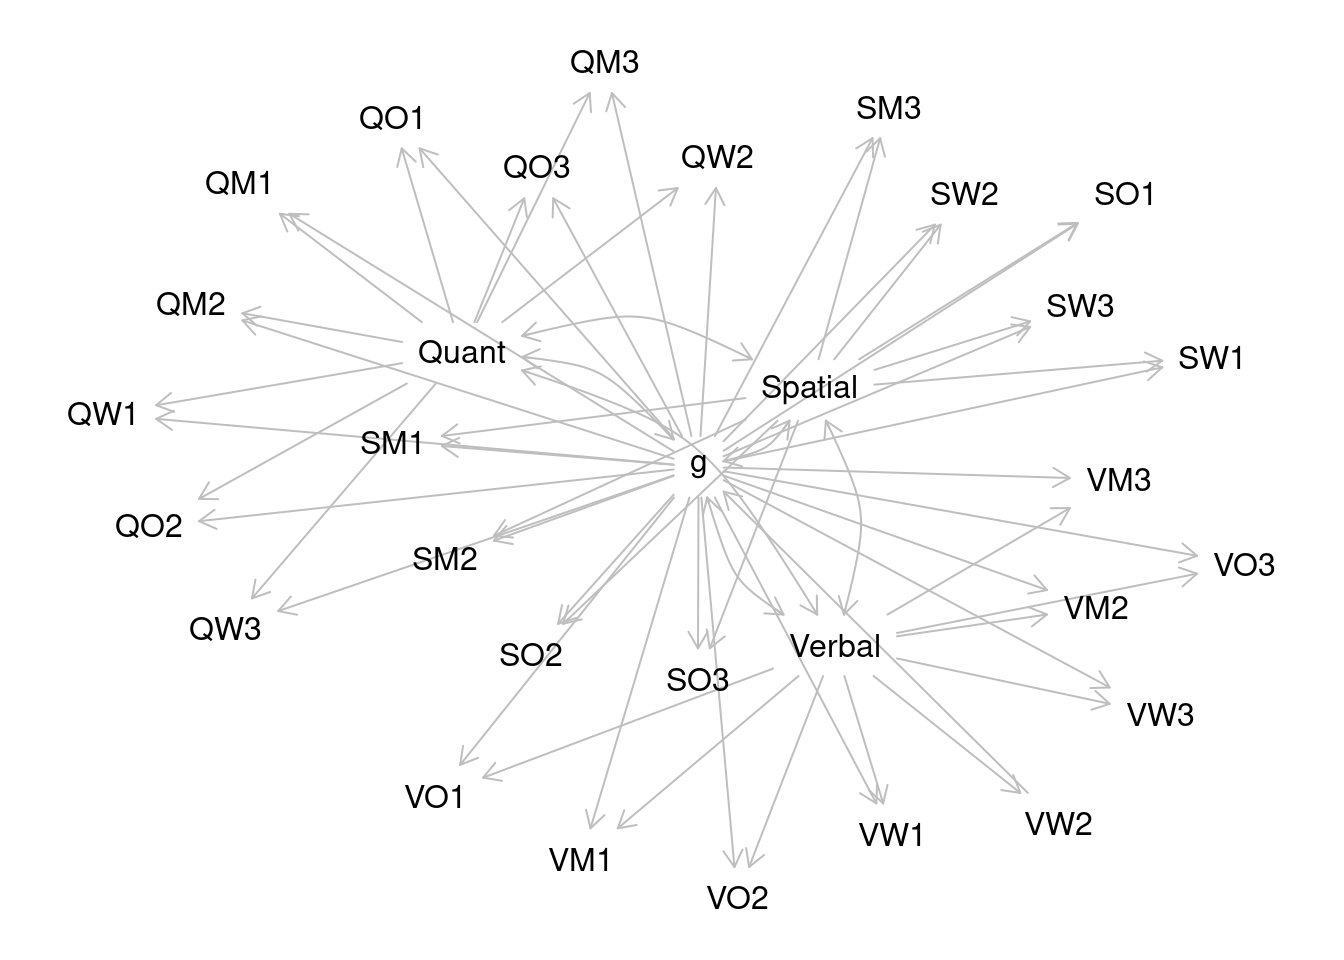 QM3
SM3
QO1
QO3
QW2
QM1
SW2
SO1
QM2
SW3
Quant
SW1
Spatial
QW1
SM1
g
VM3
QO2
SM2
VO3
VM2
QW3
Verbal
SO2
SO3
VW3
VO1
VW2
VW1
VM1
VO2